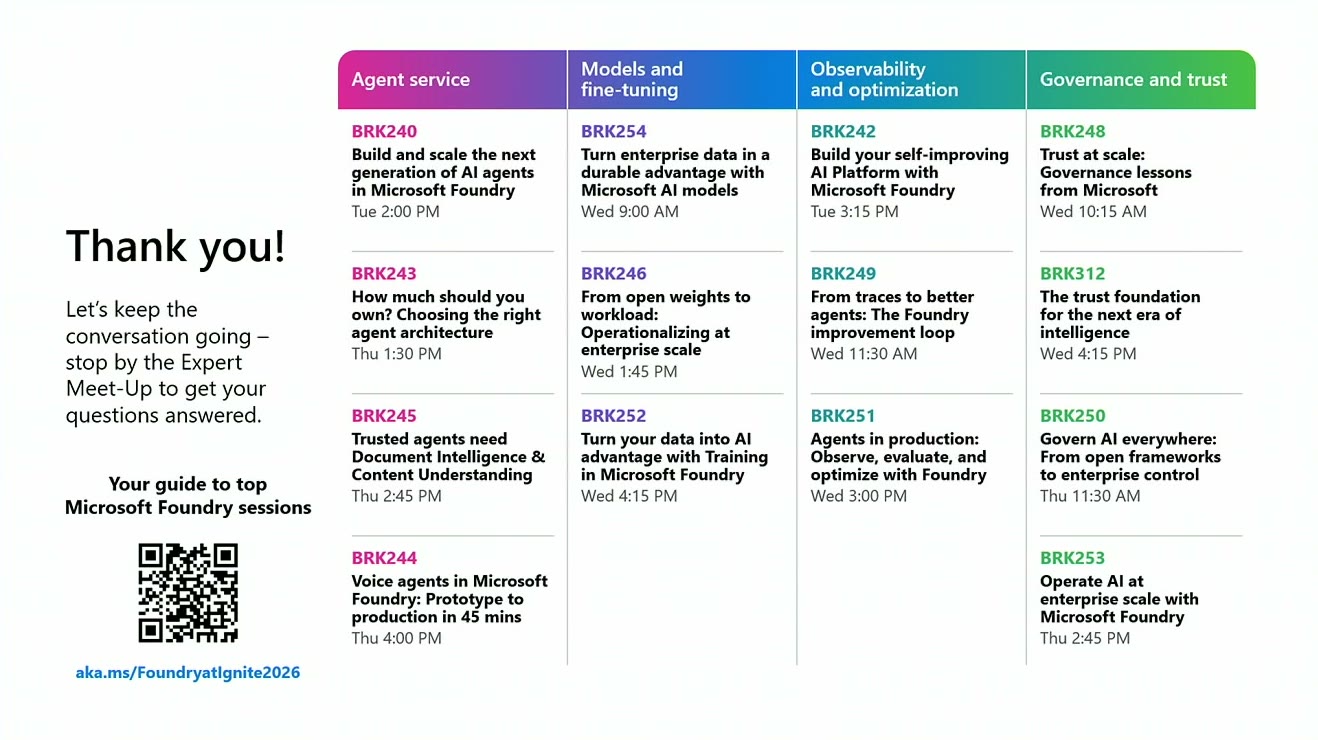 Thank you!
Let's keep the
conversation going –
stop by the Expert
Meet-Up to get your
questions answered.
Your guide to top
Microsoft Foundry sessions
aka.ms/FoundryatIgnite2026
Agent service
BRK240
Build and scale the next
generation of AI agents
in Microsoft Foundry
Tue 2:00 PM
BRK243
How much should you
own? Choosing the right
agent architecture
Thu 1:30 PM
BRK245
Trusted agents need
Document Intelligence &
Content Understanding
Thu 2:45 PM
BRK244
Voice agents in Microsoft
Foundry: Prototype to
production in 45 mins
Thu 4:00 PM
Models and
fine-tuning
BRK254
Turn enterprise data in a
durable advantage with
Microsoft AI models
Wed 9:00 AM
BRK246
From open weights to
workload:
Operationalizing at
enterprise scale
Wed 1:45 PM
BRK252
Turn your data into AI
advantage with Training
in Microsoft Foundry
Wed 4:15 PM
Observability
and optimization
BRK242
Build your self-improving
AI Platform with
Microsoft Foundry
Tue 3:15 PM
BRK249
From traces to better
agents: The Foundry
improvement loop
Wed 11:30 AM
BRK251
Agents in production:
Observe, evaluate, and
optimize with Foundry
Wed 3:00 PM
Governance and trust
BRK248
Trust at scale:
Governance lessons
from Microsoft
Wed 10:15 AM
BRK312
The trust foundation
for the next era of
intelligence
Wed 4:15 PM
BRK250
Govern AI everywhere:
From open frameworks
to enterprise control
Thu 11:30 AM
BRK253
Operate AI at
enterprise scale with
Microsoft Foundry
Thu 2:45 PM